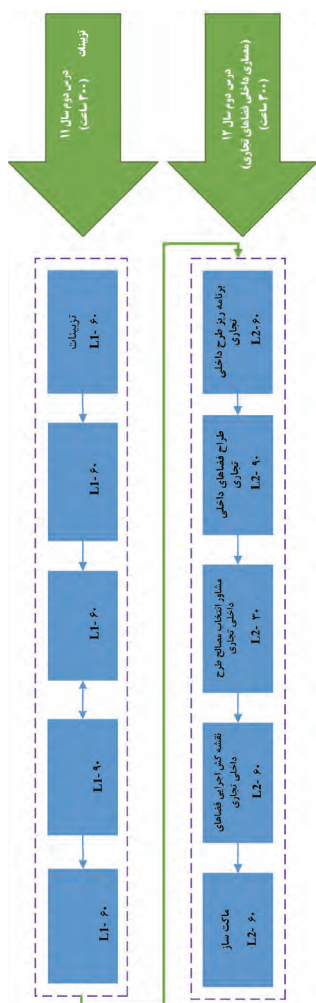 تزیینات
درس دوم سال ۱۱
(۳۰۰ ساعت)
تزیینات
L1- ۶۰
L1- ۶۰
L1- ۶۰
L1- ۹۰
L1- ۶۰
درس دوم سال ۱۲
(معماری داخلی فضاهای تجاری)
(۳۰۰ ساعت)
برنامه ریز طرح داخلی
تجاری
L2- ۶۰
طراح فضاهای داخلی
تجاری
L2- ۹۰
مشاور انتخاب مصالح طرح
داخلی تجاری
L2- ۳۰
نقشه کش اجرایی فضاهای
داخلی تجاری
L2- ۶۰
ماکت ساز
L2- ۶۰